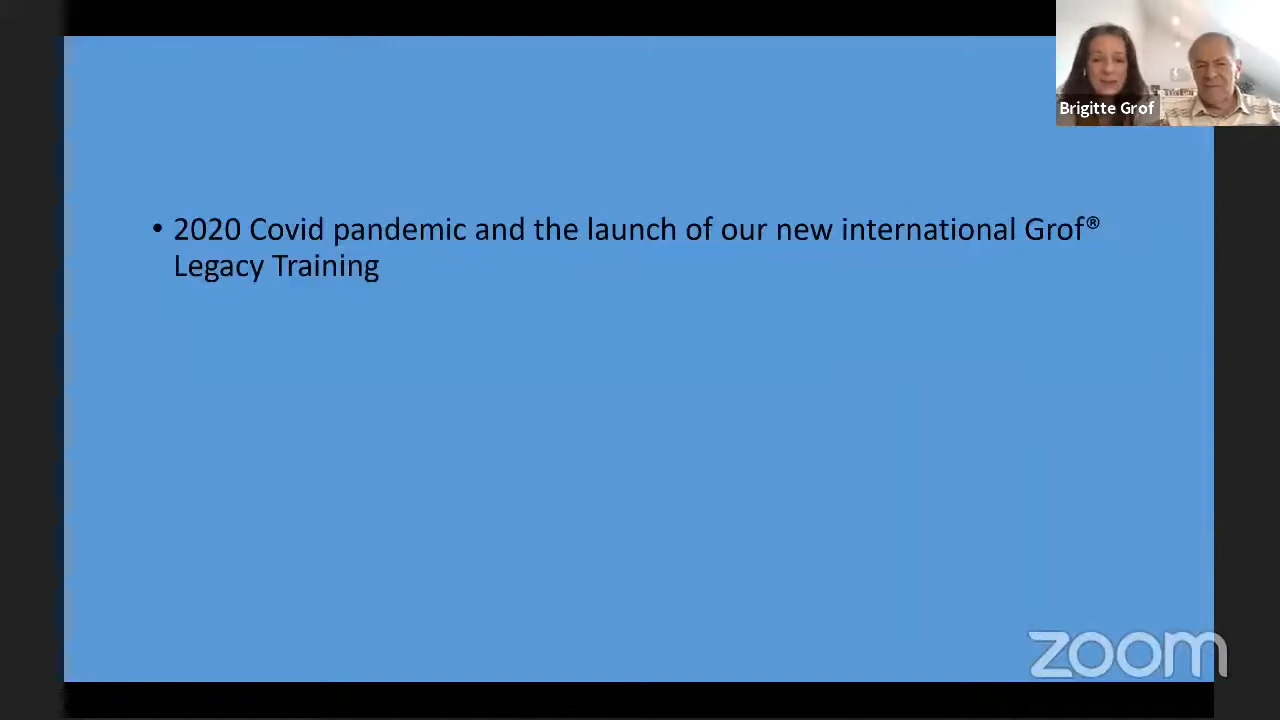 Brigitte Grof
• 2020 Covid pandemic and the launch of our new international Grof®
Legacy Training
zoom